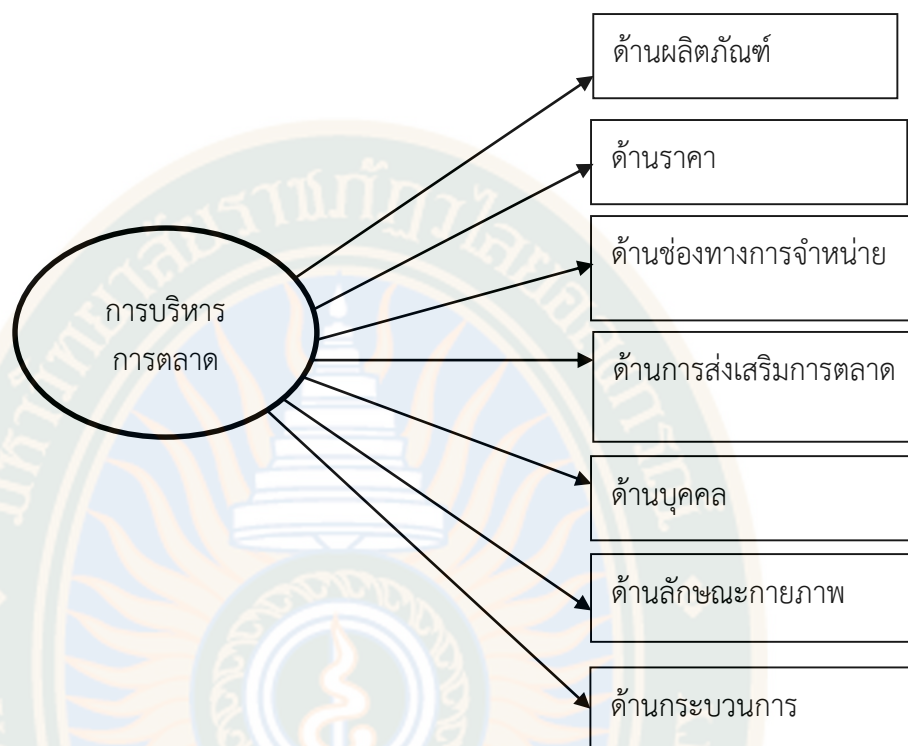 ด้านผลิตภัณฑ์
ด้านราคา
ด้านช่องทางการจำหน่าย
การบริหาร
การตลาด
ด้านการส่งเสริมการตลาด
ด้านบุคคล
ด้านลักษณะกายภาพ
ด้านกระบวนการ